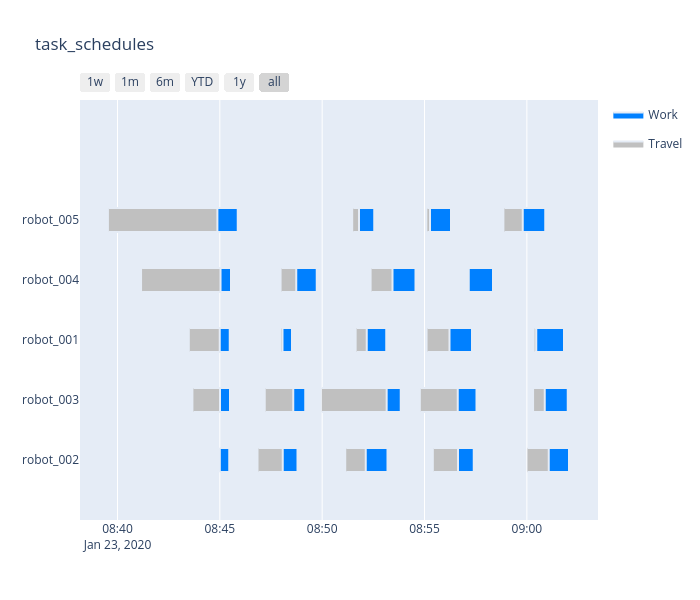 task_schedules
1w 1m 6m YTD 1y all
Work
Travel
robot_005
robot_004
robot_001
robot_003
robot_002
08:40 08:45 08:50 08:55 09:00
Jan 23, 2020